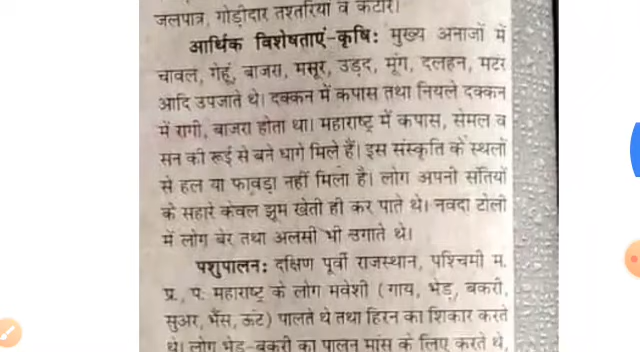 जलपात्र, गोड़ीदार तश्तरियां व कटोरे।
आर्थिक विशेषताएं-कृषि: मुख्य अनाजों में
चावल, गेहूं, बाजरा, मसूर, उड़द, मूंग, दलहन, मटर
आदि उपजाते थे। दक्कन में कपास तथा नियले दक्कन
में रागी, बाजरा होता था। महाराष्ट्र में कपास, सेमल व
सन की रूई से बने धागे मिले हैं। इस संस्कृति के स्थलों
से हल या फावड़ा नहीं मिला है। लोग अपनी संतियों
के सहारे केवल झूम खेती ही कर पाते थे। नवदा टोली
में लोग बेर तथा अलसी भी उगाते थे।
पशुपालन: दक्षिण पूर्वी राजस्थान, पश्चिमी म.
प्र., प. महाराष्ट्र के लोग मवेशी (गाय, भेड़, बकरी,
सुअर, भैंस, ऊंट) पालते थे तथा हिरन का शिकार करते
थे। लोग भेड़-बकरी का पालन मांस के लिए करते थे,